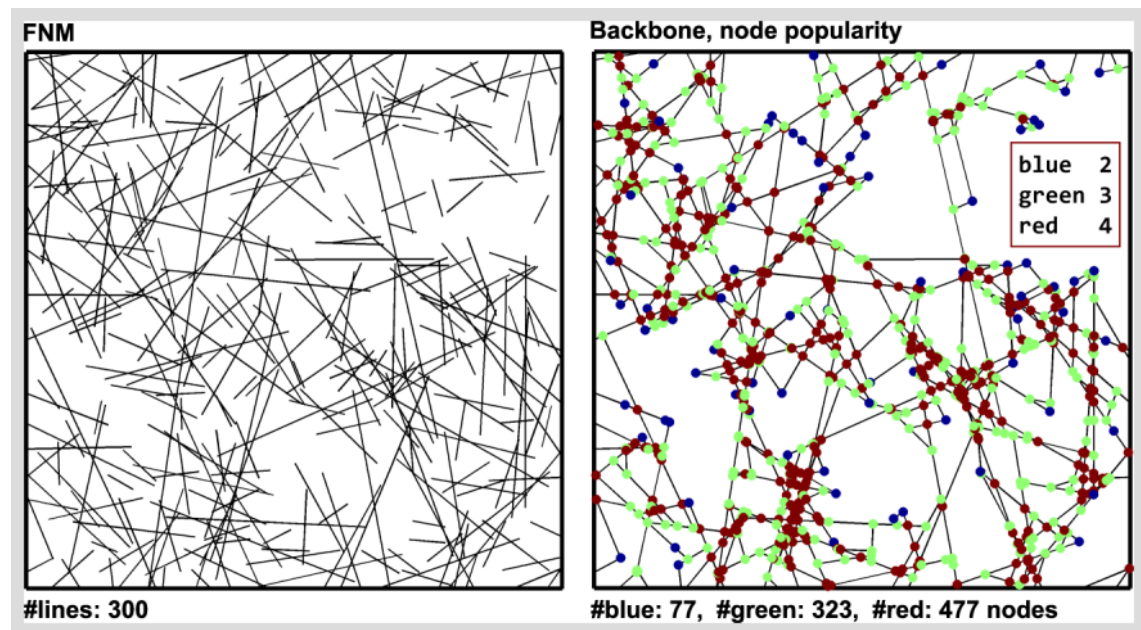 FNM
#lines: 300
Backbone, node popularity
blue 2
green 3
red 4
#blue: 77, #green: 323, #red: 477 nodes